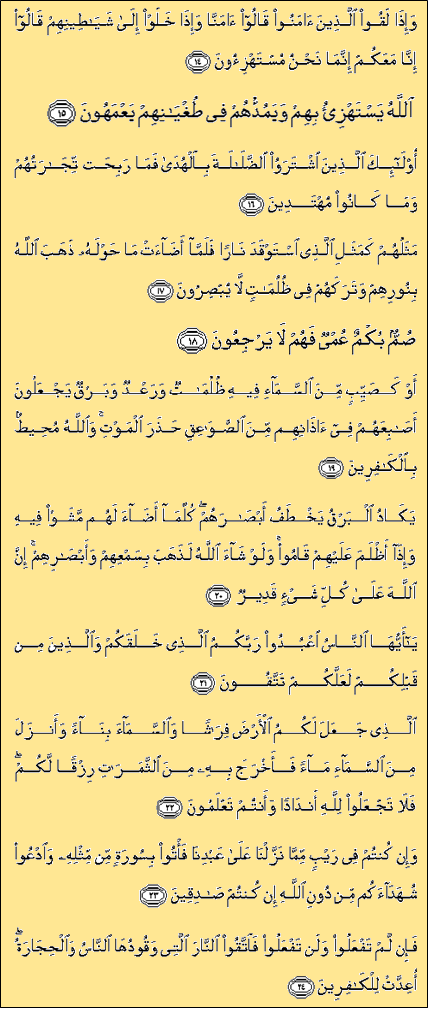 وَإِذَا لَقُوا۟ ٱلَّذِينَ ءَامَنُوا۟ قَالُوٓا۟ ءَامَنَّا وَإِذَا خَلَوْا۟ إِلَىٰ شَيَـٰطِينِهِمْ قَالُوٓا۟
إِنَّا مَعَكُمْ إِنَّمَا نَحْنُ مُسْتَهْزِءُونَ ١٤
ٱللَّهُ يَسْتَهْزِئُ بِهِمْ وَيَمُدُّهُمْ فِى طُغْيَـٰنِهِمْ يَعْمَهُونَ ١٥
أُو۟لَـٰٓئِكَ ٱلَّذِينَ ٱشْتَرَوُا۟ ٱلضَّلَـٰلَةَ بِٱلْهُدَىٰ فَمَا رَبِحَت تِّجَـٰرَتُهُمْ
وَمَا كَانُوا۟ مُهْتَدِينَ ١٦
مَثَلُهُمْ كَمَثَلِ ٱلَّذِى ٱسْتَوْقَدَ نَارًا فَلَمَّآ أَضَآءَتْ مَا حَوْلَهُۥ ذَهَبَ ٱللَّهُ
بِنُورِهِمْ وَتَرَكَهُمْ فِى ظُلُمَـٰتٍ لَّا يُبْصِرُونَ ١٧
صُمٌّۢ بُكْمٌ عُمْىٌ فَهُمْ لَا يَرْجِعُونَ ١٨
أَوْ كَصَيِّبٍ مِّنَ ٱلسَّمَآءِ فِيهِ ظُلُمَـٰتٌ وَرَعْدٌ وَبَرْقٌ يَجْعَلُونَ
أَصَـٰبِعَهُمْ فِىٓ ءَاذَانِهِم مِّنَ ٱلصَّوَٰعِقِ حَذَرَ ٱلْمَوْتِ ۚ وَٱللَّهُ مُحِيطٌۢ
بِٱلْكَـٰفِرِينَ ١٩
يَكَادُ ٱلْبَرْقُ يَخْطَفُ أَبْصَـٰرَهُمْ ۖ كُلَّمَآ أَضَآءَ لَهُم مَّشَوْا۟ فِيهِ
وَإِذَآ أَظْلَمَ عَلَيْهِمْ قَامُوا۟ ۚ وَلَوْ شَآءَ ٱللَّهُ لَذَهَبَ بِسَمْعِهِمْ وَأَبْصَـٰرِهِمْ ۚ إِنَّ
ٱللَّهَ عَلَىٰ كُلِّ شَىْءٍ قَدِيرٌ ٢٠
يَـٰٓأَيُّهَا ٱلنَّاسُ ٱعْبُدُوا۟ رَبَّكُمُ ٱلَّذِى خَلَقَكُمْ وَٱلَّذِينَ مِن
قَبْلِكُمْ لَعَلَّكُمْ تَتَّقُونَ ٢١
ٱلَّذِى جَعَلَ لَكُمُ ٱلْأَرْضَ فِرَٰشًا وَٱلسَّمَآءَ بِنَآءً وَأَنزَلَ
مِنَ ٱلسَّمَآءِ مَآءً فَأَخْرَجَ بِهِۦ مِنَ ٱلثَّمَرَٰتِ رِزْقًا لَّكُمْ ۖ
فَلَا تَجْعَلُوا۟ لِلَّهِ أَندَادًا وَأَنتُمْ تَعْلَمُونَ ٢٢
وَإِن كُنتُمْ فِى رَيْبٍ مِّمَّا نَزَّلْنَا عَلَىٰ عَبْدِنَا فَأْتُوا۟ بِسُورَةٍ مِّن مِّثْلِهِۦ وَٱدْعُوا۟
شُهَدَآءَكُم مِّن دُونِ ٱللَّهِ إِن كُنتُمْ صَـٰدِقِينَ ٢٣
فَإِن لَّمْ تَفْعَلُوا۟ وَلَن تَفْعَلُوا۟ فَٱتَّقُوا۟ ٱلنَّارَ ٱلَّتِى وَقُودُهَا ٱلنَّاسُ وَٱلْحِجَارَةُ ۖ
أُعِدَّتْ لِلْكَـٰفِرِينَ ٢٤